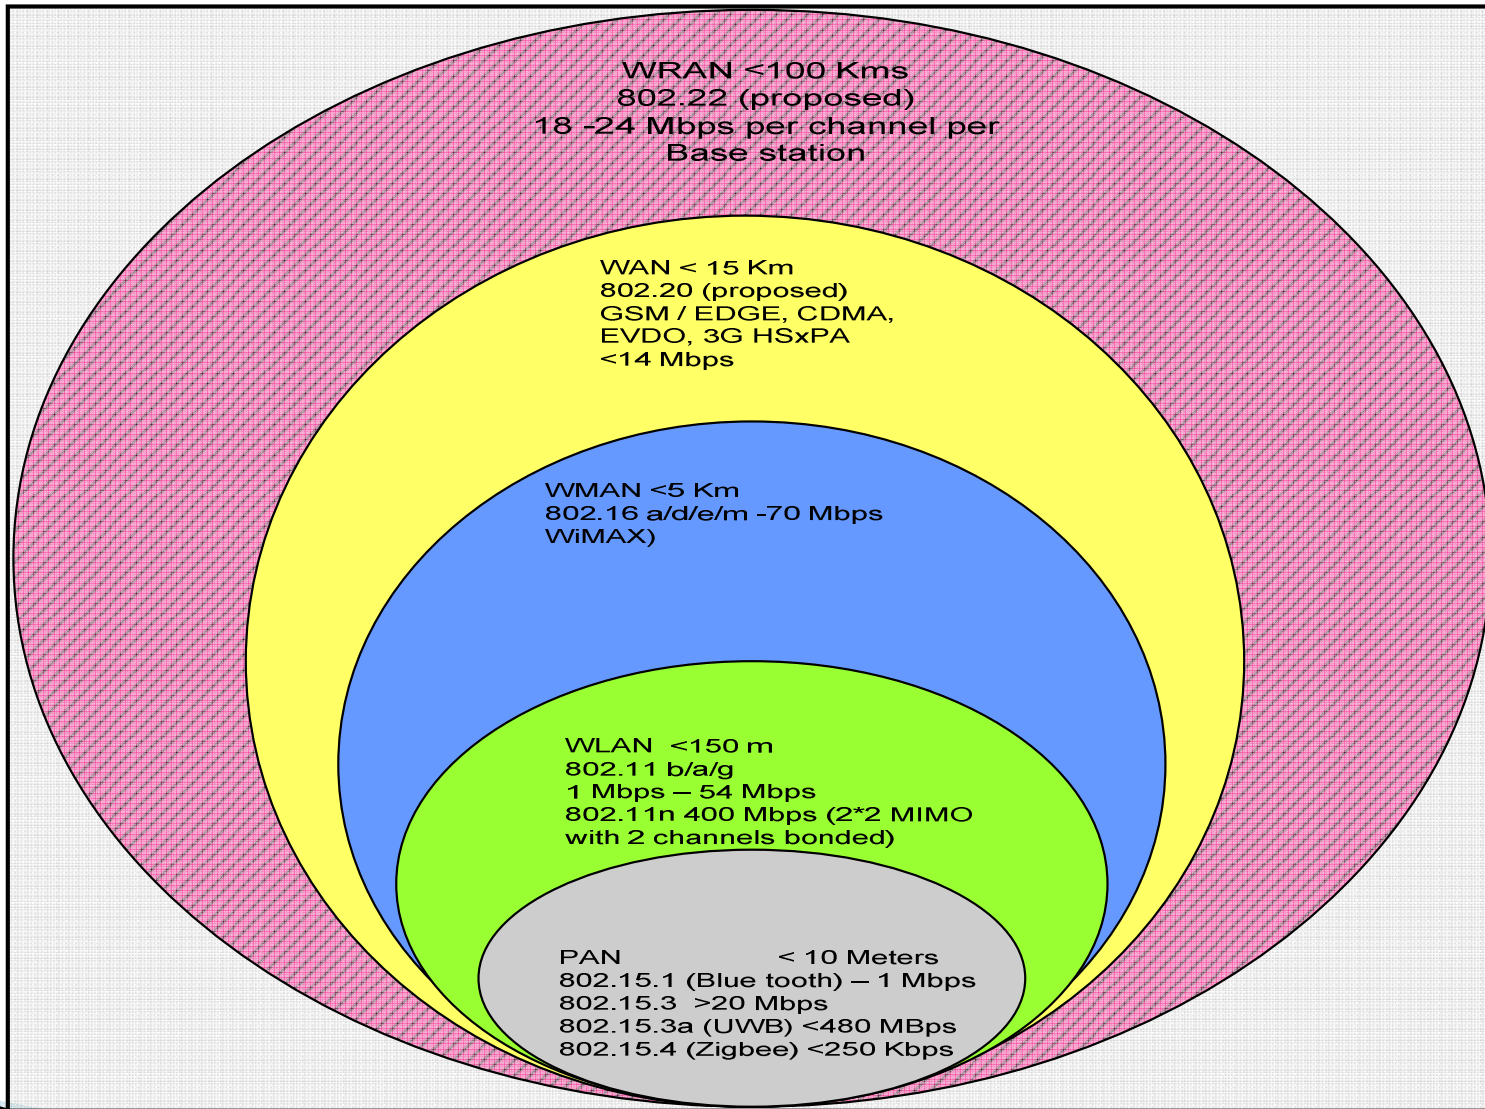 WRAN <100 Kms
802.22 (proposed)
18 -24 Mbps per channel per
Base station
WAN < 15 Km
802.20 (proposed)
GSM / EDGE, CDMA,
EVDO, 3G HSxPA
<14 Mbps
WMAN <5 Km
802.16 a/d/e/m -70 Mbps
WiMAX)
WLAN <150 m
802.11 b/a/g
1 Mbps – 54 Mbps
802.11n 400 Mbps (2*2 MIMO
with 2 channels bonded)
PAN < 10 Meters
802.15.1 (Blue tooth) – 1 Mbps
802.15.3 >20 Mbps
802.15.3a (UWB) <480 MBps
802.15.4 (Zigbee) <250 Kbps